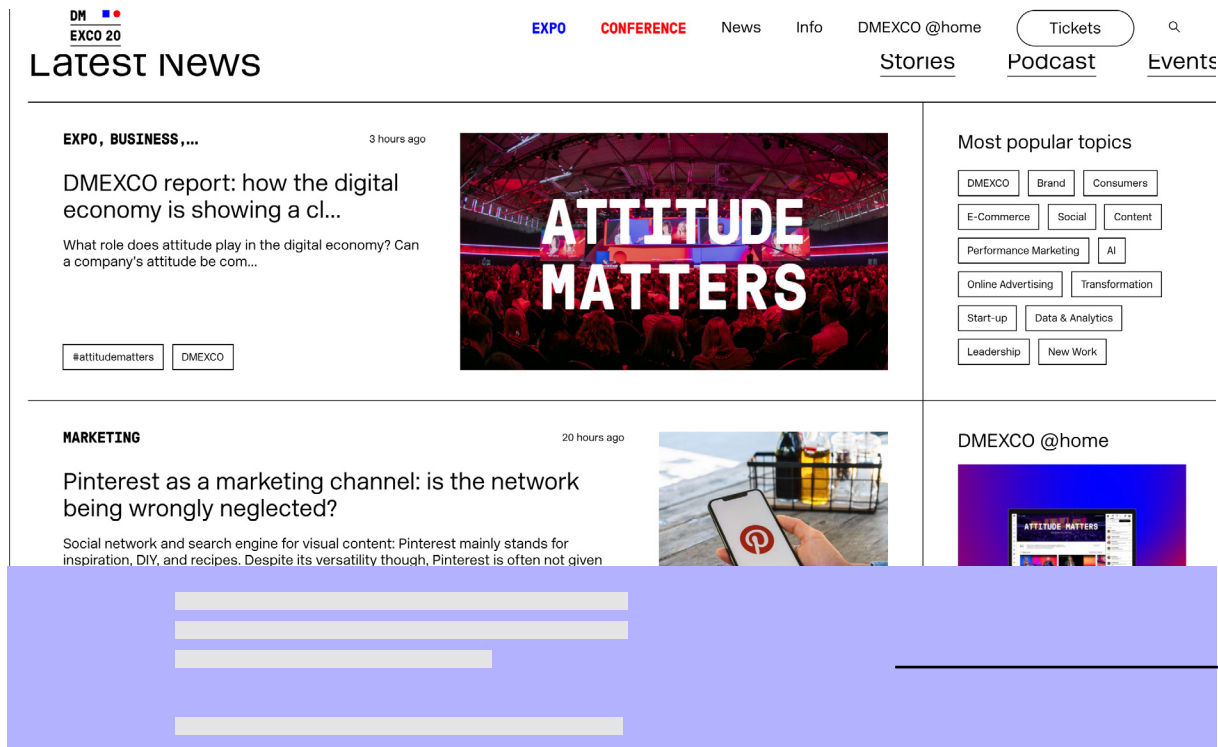 DM
EXCO 20
EXPO
CONFERENCE
News
Info
DMEXCO @home
Tickets
Latest News
Stories
Podcast
Events
EXPO, BUSINESS,...
3 hours ago
DMEXCO report: how the digital
economy is showing a cl...
What role does attitude play in the digital economy? Can
a company's attitude be com...
#attitudematters
DMEXCO
ATTITUDE
MATTERS
Most popular topics
DMEXCO
Brand
Consumers
E-Commerce
Social
Content
Performance Marketing
AI
Online Advertising
Transformation
Start-up
Data & Analytics
Leadership
New Work
MARKETING
20 hours ago
Pinterest as a marketing channel: is the network
being wrongly neglected?
Social network and search engine for visual content: Pinterest mainly stands for
inspiration, DIY, and recipes. Despite its versatility though, Pinterest is often not given
DMEXCO @home
ATTITUDE MATTERS